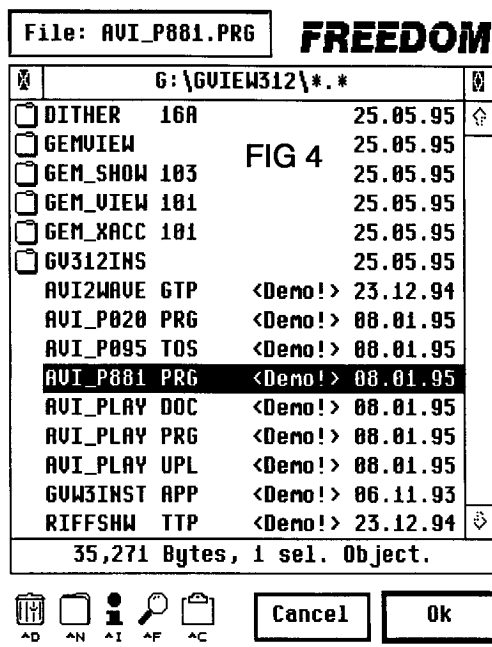 File: AVI_P881.PRG
FREEDOM
G:\GVIEW312\*.*
DITHER 16A 25.05.95
GEMVIEW 25.05.95
FIG 4
GEM_SHOW 103 25.05.95
GEM_VIEW 101 25.05.95
GEM_XACC 101 25.05.95
GV312INS 25.05.95
AVI2WAVE GTP <Demo!> 23.12.94
AVI_P020 PRG <Demo!> 08.01.95
AVI_P095 TOS <Demo!> 08.01.95
AVI_P881 PRG <Demo!> 08.01.95
AVI_PLAY DOC <Demo!> 08.01.95
AVI_PLAY PRG <Demo!> 08.01.95
AVI_PLAY UPL <Demo!> 08.01.95
GVW3INST APP <Demo!> 06.11.93
RIFFSHW TTP <Demo!> 23.12.94
35,271 Bytes, 1 sel. Object.
^D ^N ^I ^F ^C
Cancel
Ok